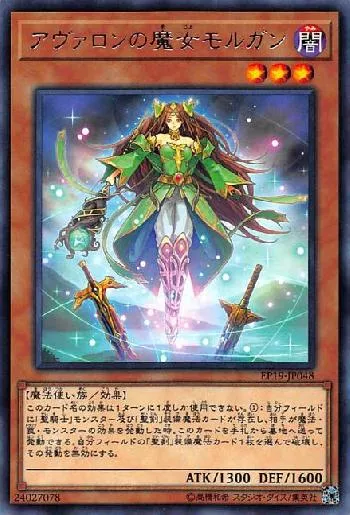 アヴァロンの魔女モルガン
闇
EP19-JP048
【魔法使い族/効果】
このカード名の効果は1ターンに1度しか使用できない。①:自分フィールド
に「聖騎士」モンスター及び「聖剣」装備魔法カードが存在し、相手が魔法・
罠・モンスターの効果を発動した時、このカードを手札から墓地へ送って
発動できる。自分フィールドの「聖剣」装備魔法カード1枚を選んで破壊し、
その発動を無効にする。
ATK/1300 DEF/1600
24027078
©高橋和希 スタジオ・ダイス/集英社